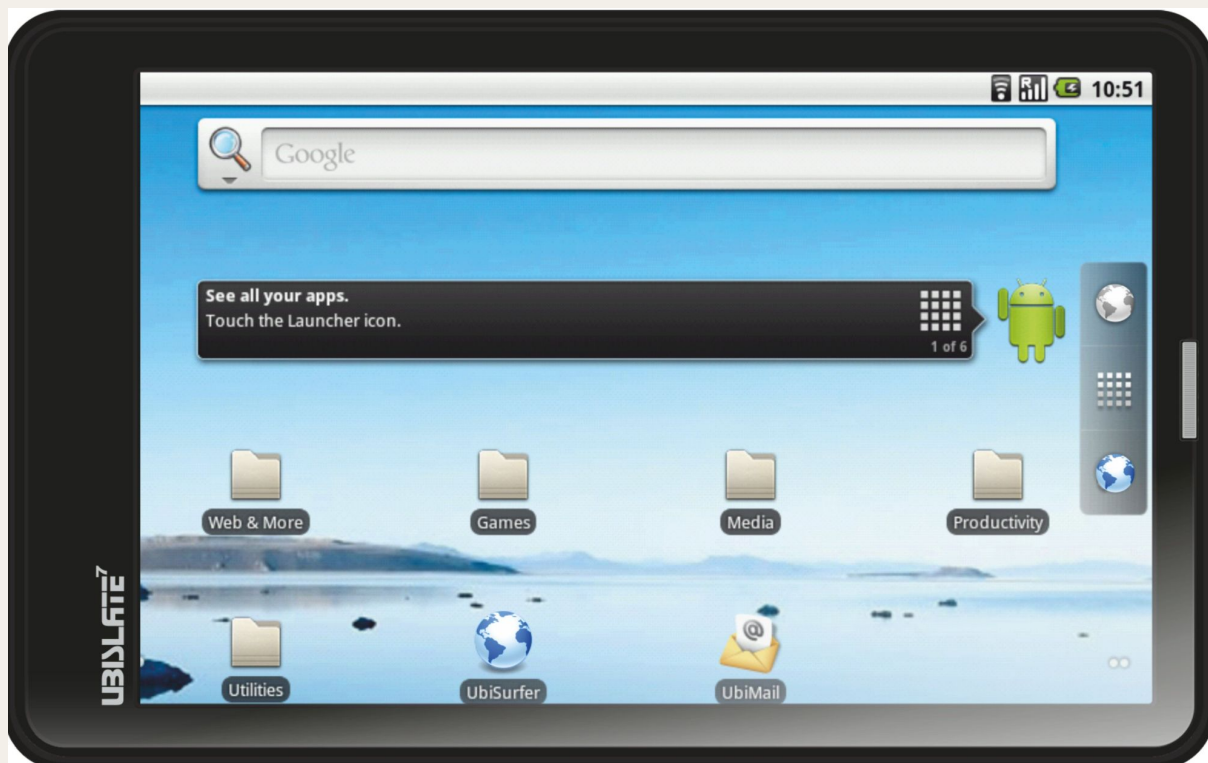 R
10:51
Google
See all your apps.
Touch the Launcher icon.
1 of 6
Web & More
Games
Media
Productivity
Utilities
UbiSurfer
UbiMail
@
UBISLATE7